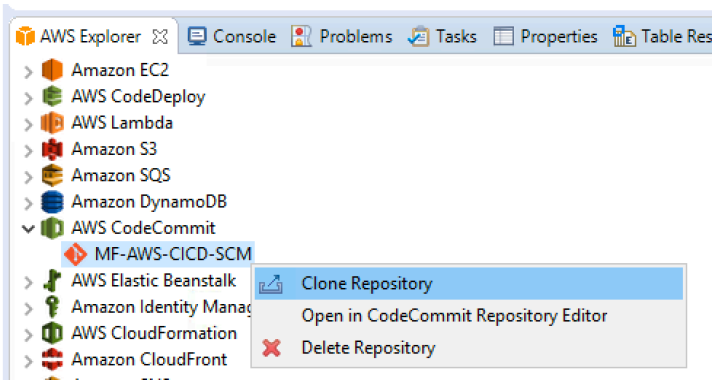 AWS Explorer Console Problems Tasks Properties Table Res
Amazon EC2
AWS CodeDeploy
AWS Lambda
Amazon S3
Amazon SQS
Amazon DynamoDB
AWS CodeCommit
MF-AWS-CICD-SCM
AWS Elastic Beanstalk
Clone Repository
Amazon Identity Manag
Open in CodeCommit Repository Editor
AWS CloudFormation
Delete Repository
Amazon CloudFront